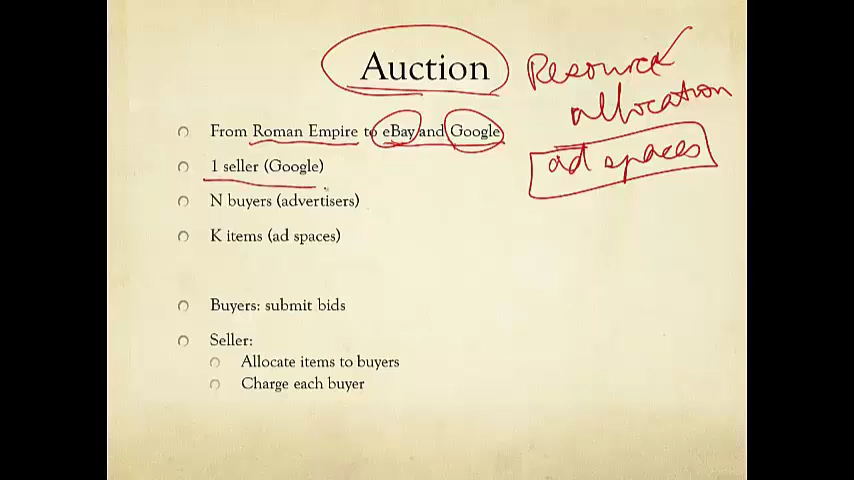 Auction
Resource
allocation
ad spaces
From Roman Empire to eBay and Google
1 seller (Google)
N buyers (advertisers)
K items (ad spaces)
Buyers: submit bids
Seller:
Allocate items to buyers
Charge each buyer